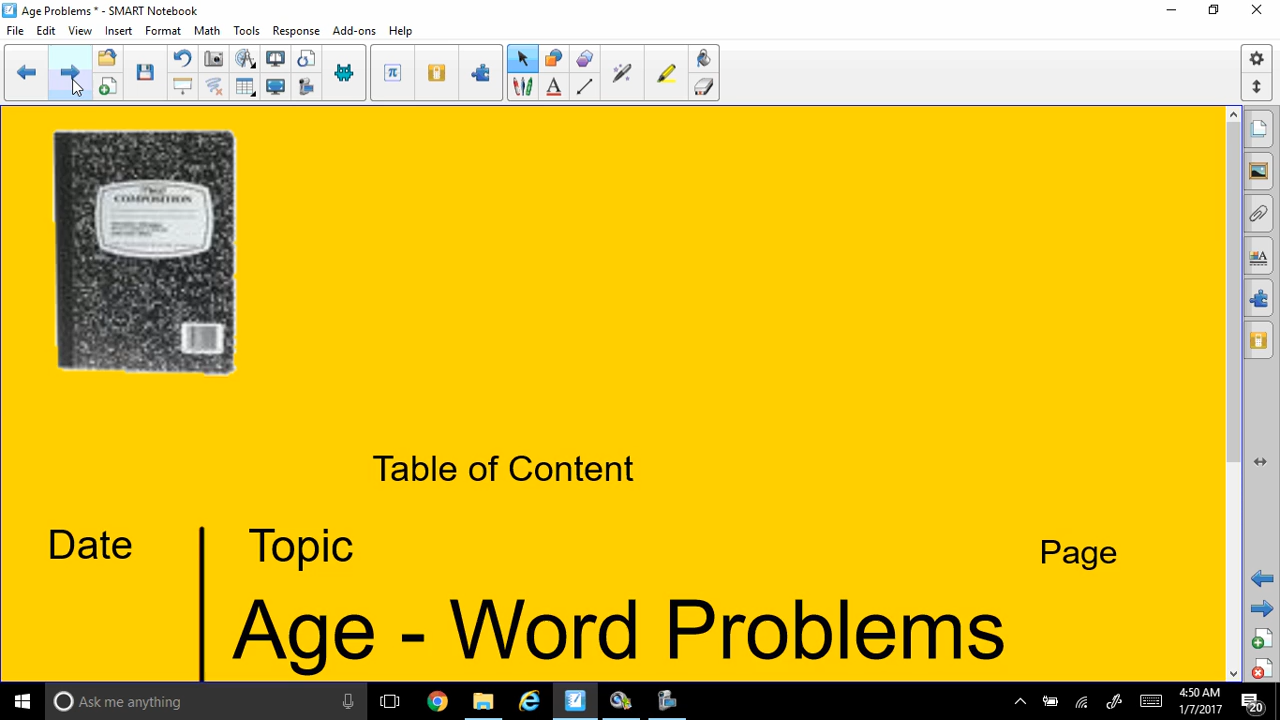 Age Problems * - SMART Notebook
File Edit View Insert Format Math Tools Response Add-ons Help
π
A
A
COMPOSITION
Table of Content
Date Topic Page
Age - Word Problems
Ask me anything
4:50 AM
1/7/2017
20